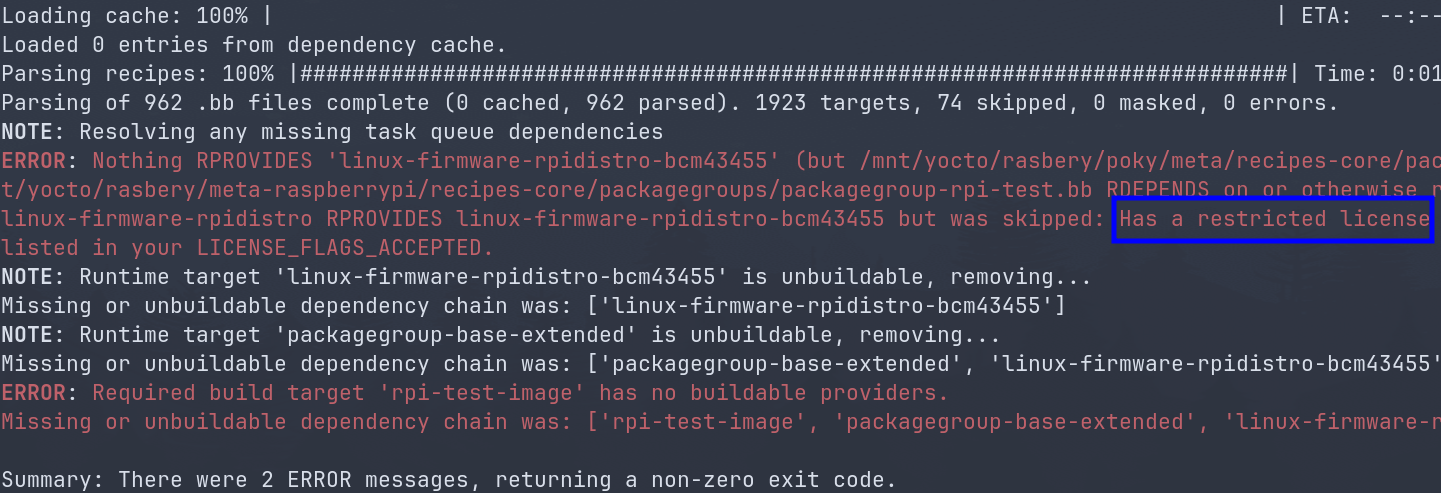 Loading cache: 100% | | ETA: --:--
Loaded 0 entries from dependency cache.
Parsing recipes: 100% |############################################################################| Time: 0:01
Parsing of 962 .bb files complete (0 cached, 962 parsed). 1923 targets, 74 skipped, 0 masked, 0 errors.
NOTE: Resolving any missing task queue dependencies
ERROR: Nothing RPROVIDES 'linux-firmware-rpidistro-bcm43455' (but /mnt/yocto/rasbery/poky/meta/recipes-core/pac
t/yocto/rasbery/meta-raspberrypi/recipes-core/packagegroups/packagegroup-rpi-test.bb RDEPENDS on or otherwise r
linux-firmware-rpidistro RPROVIDES linux-firmware-rpidistro-bcm43455 but was skipped: Has a restricted license
listed in your LICENSE_FLAGS_ACCEPTED.
NOTE: Runtime target 'linux-firmware-rpidistro-bcm43455' is unbuildable, removing...
Missing or unbuildable dependency chain was: ['linux-firmware-rpidistro-bcm43455']
NOTE: Runtime target 'packagegroup-base-extended' is unbuildable, removing...
Missing or unbuildable dependency chain was: ['packagegroup-base-extended', 'linux-firmware-rpidistro-bcm43455'
ERROR: Required build target 'rpi-test-image' has no buildable providers.
Missing or unbuildable dependency chain was: ['rpi-test-image', 'packagegroup-base-extended', 'linux-firmware-r
Summary: There were 2 ERROR messages, returning a non-zero exit code.